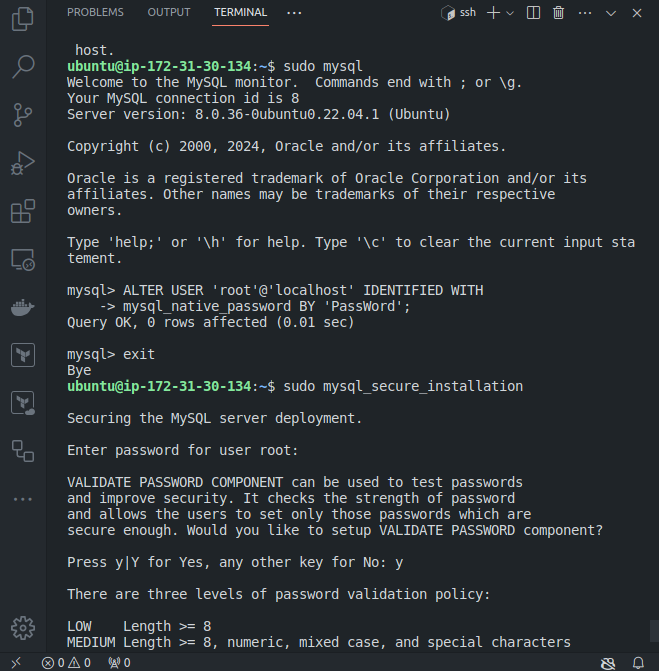 PROBLEMS OUTPUT TERMINAL ··· ssh
host.
ubuntu@ip-172-31-30-134:~$ sudo mysql
Welcome to the MySQL monitor.  Commands end with ; or \g.
Your MySQL connection id is 8
Server version: 8.0.36-0ubuntu0.22.04.1 (Ubuntu)
Copyright (c) 2000, 2024, Oracle and/or its affiliates.
Oracle is a registered trademark of Oracle Corporation and/or its
affiliates. Other names may be trademarks of their respective
owners.
Type 'help;' or '\h' for help. Type '\c' to clear the current input sta
tement.
mysql> ALTER USER 'root'@'localhost' IDENTIFIED WITH
    -> mysql_native_password BY 'PassWord';
Query OK, 0 rows affected (0.01 sec)
mysql> exit
Bye
ubuntu@ip-172-31-30-134:~$ sudo mysql_secure_installation
Securing the MySQL server deployment.
Enter password for user root:
VALIDATE PASSWORD COMPONENT can be used to test passwords
and improve security. It checks the strength of password
and allows the users to set only those passwords which are
secure enough. Would you like to setup VALIDATE PASSWORD component?
Press y|Y for Yes, any other key for No: y
There are three levels of password validation policy:
LOW    Length >= 8
MEDIUM Length >= 8, numeric, mixed case, and special characters
0 0 0